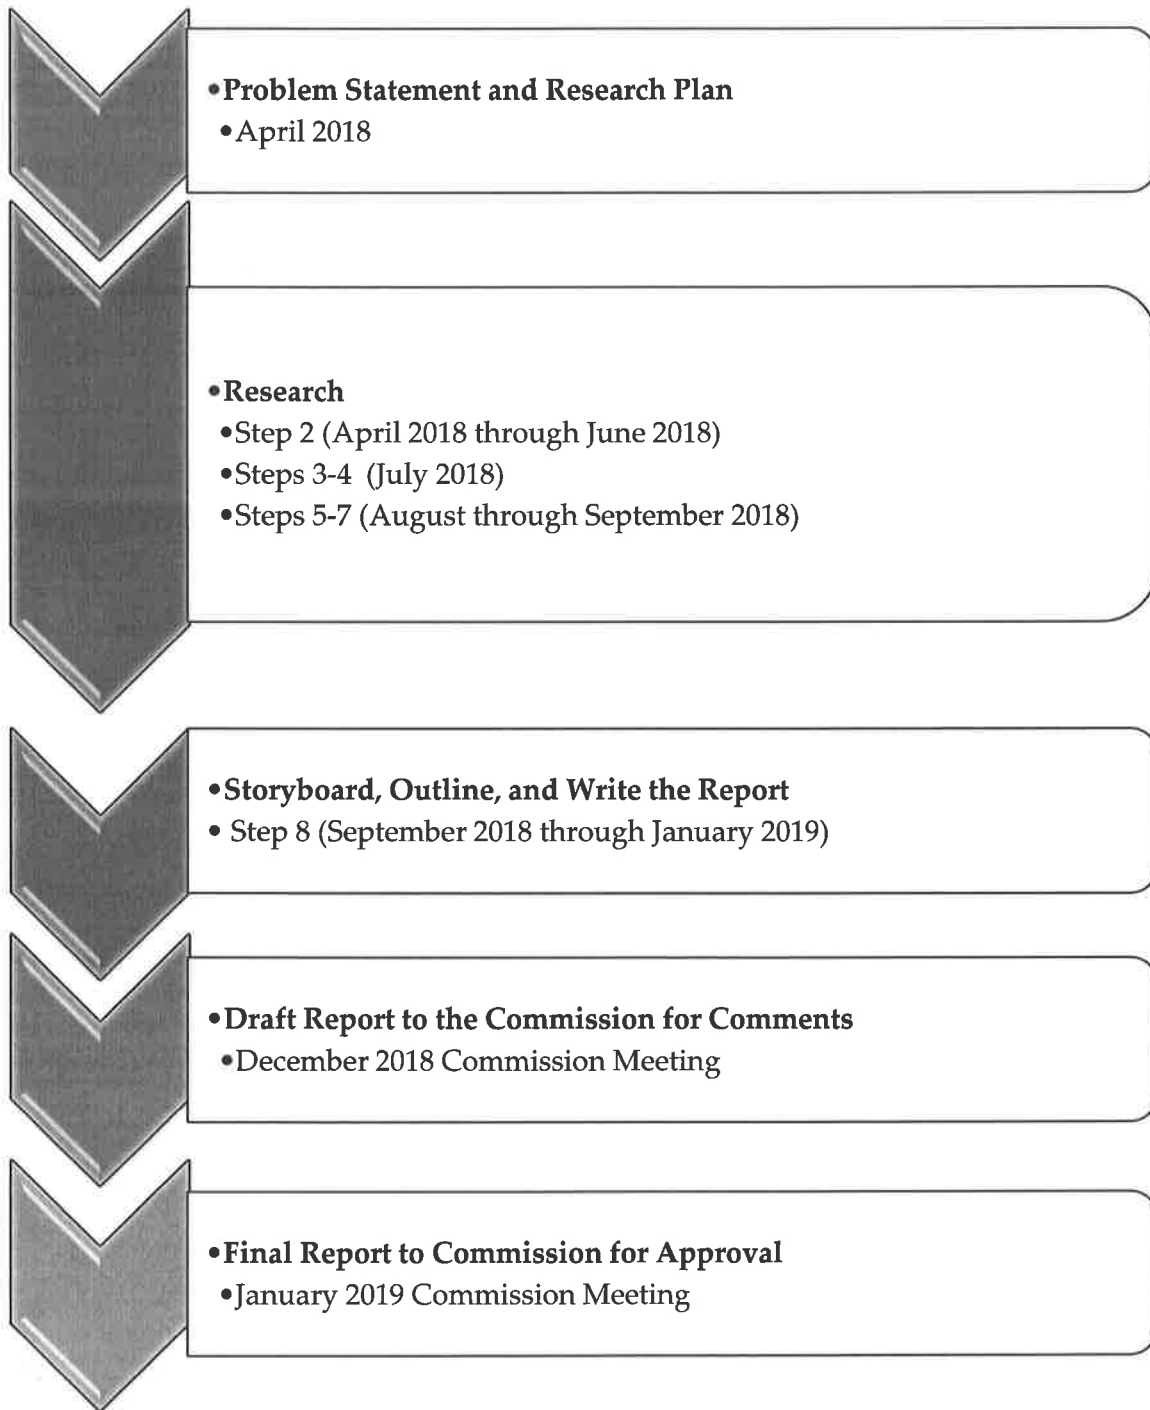 •Problem Statement and Research Plan
•April 2018
•Research
•Step 2 (April 2018 through June 2018)
•Steps 3-4 (July 2018)
•Steps 5-7 (August through September 2018)
•Storyboard, Outline, and Write the Report
• Step 8 (September 2018 through January 2019)
•Draft Report to the Commission for Comments
•December 2018 Commission Meeting
•Final Report to Commission for Approval
•January 2019 Commission Meeting